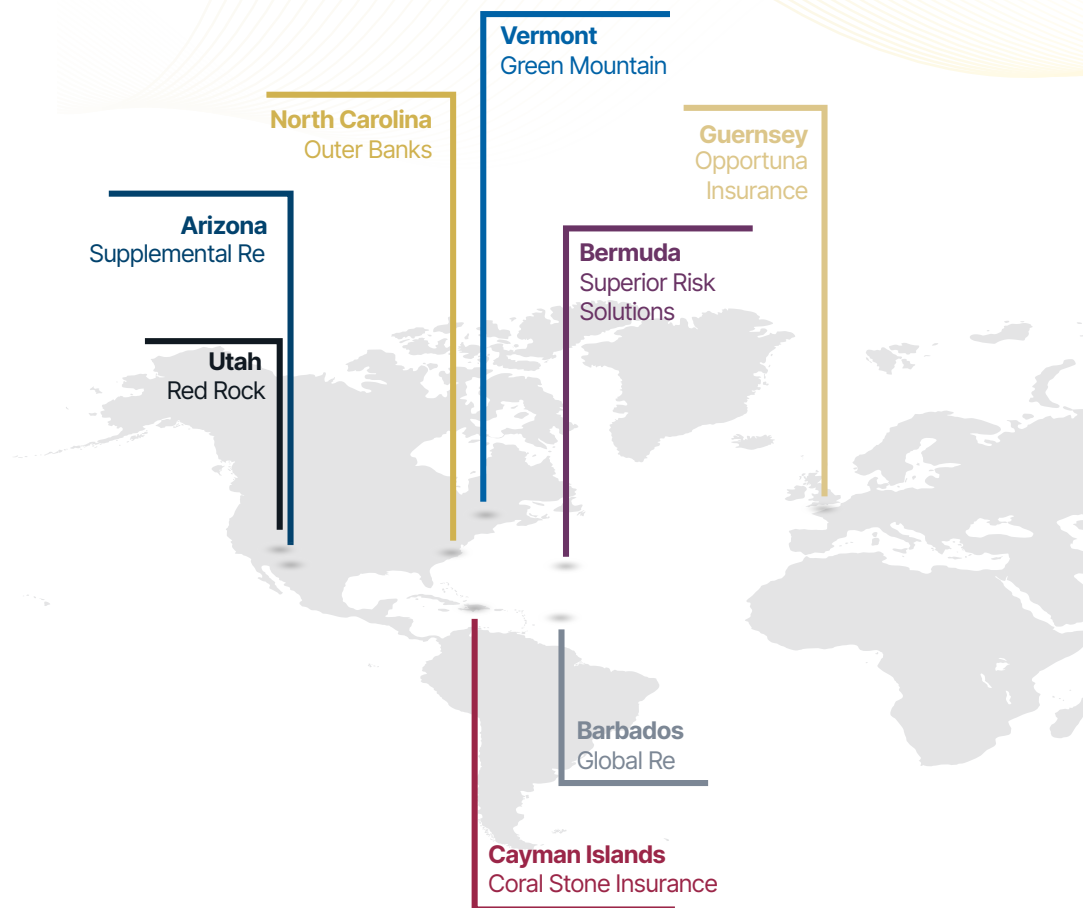 Vermont
Green Mountain
North Carolina
Outer Banks
Guernsey
Opportuna
Insurance
Arizona
Supplemental Re
Bermuda
Superior Risk
Solutions
Utah
Red Rock
Barbados
Global Re
Cayman Islands
Coral Stone Insurance